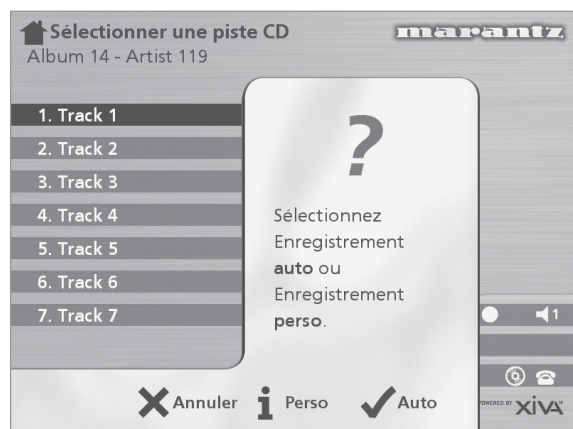 Sélectionner une piste CD
marantz
Album 14 - Artist 119
1. Track 1
2. Track 2
3. Track 3
4. Track 4
5. Track 5
6. Track 6
7. Track 7
?
Sélectionnez
Enregistrement
auto ou
Enregistrement
perso.
1
Annuler
i Perso
Auto
POWERED BY XiVA